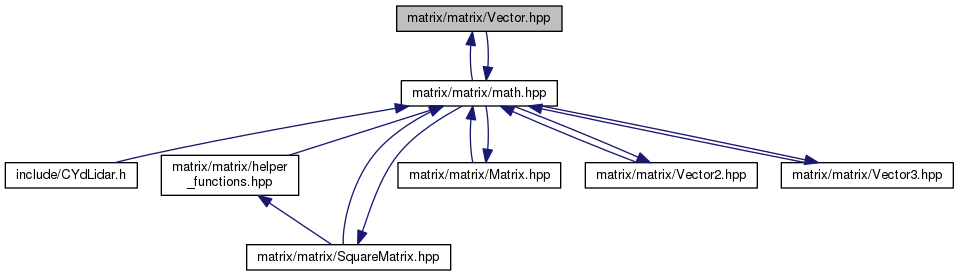 matrix/matrix/Vector.hpp
matrix/matrix/math.hpp
include/CYdLidar.h
matrix/matrix/helper
_functions.hpp
matrix/matrix/Matrix.hpp
matrix/matrix/Vector2.hpp
matrix/matrix/Vector3.hpp
matrix/matrix/SquareMatrix.hpp